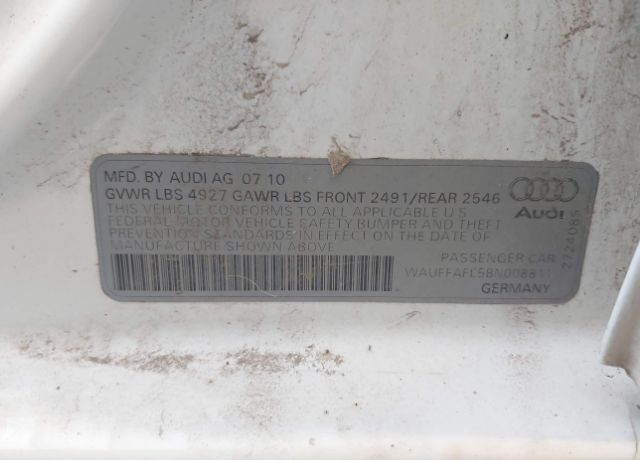 MFD. BY AUDI AG 07 10
GVWR LBS 4927 GAWR LBS FRONT 2491/REAR 2546
THIS VEHICLE CONFORMS TO ALL APPLICABLE U S
FEDERAL MOTOR VEHICLE SAFETY BUMPER AND THEFT
PREVENTION STANDARDS IN EFFECT ON THE DATE OF
MANUFACTURE SHOWN ABOVE
PASSENGER CAR
WAUFFAFL5BN008811
GERMANY
Audi
2724085